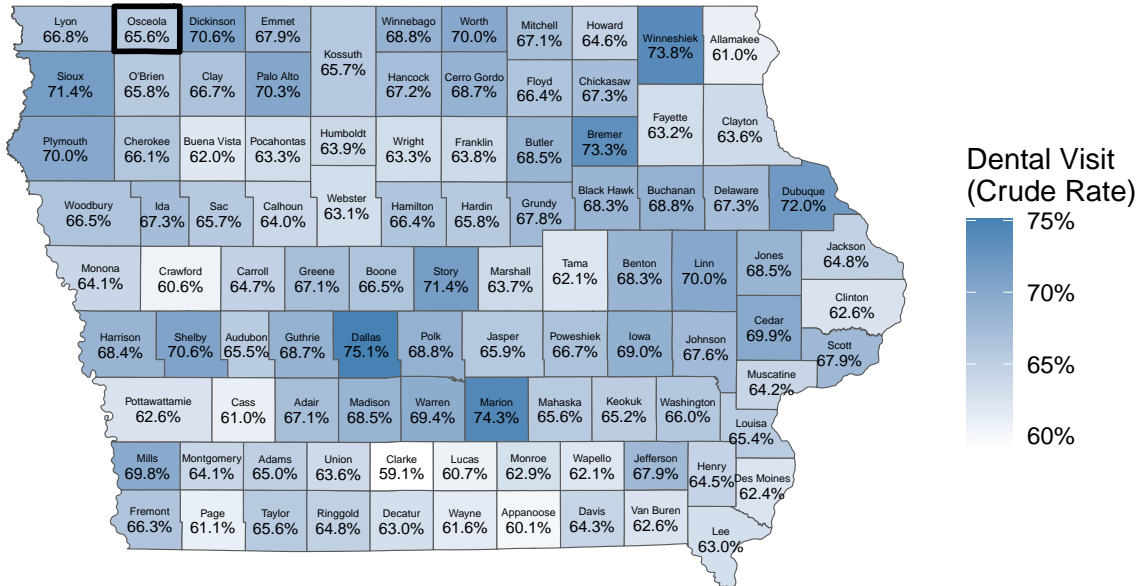 Lyon
66.8%
Osceola
65.6%
Dickinson
70.6%
Emmet
67.9%
Kossuth
65.7%
Winnebago
68.8%
Worth
70.0%
Mitchell
67.1%
Howard
64.6%
Winneshiek
73.8%
Allamakee
61.0%
Sioux
71.4%
O'Brien
65.8%
Clay
66.7%
Palo Alto
70.3%
Hancock
67.2%
Cerro Gordo
68.7%
Floyd
66.4%
Chickasaw
67.3%
Fayette
63.2%
Clayton
63.6%
Plymouth
70.0%
Cherokee
66.1%
Buena Vista
62.0%
Pocahontas
63.3%
Humboldt
63.9%
Wright
63.3%
Franklin
63.8%
Butler
68.5%
Bremer
73.3%
Woodbury
66.5%
Ida
67.3%
Sac
65.7%
Calhoun
64.0%
Webster
63.1%
Hamilton
66.4%
Hardin
65.8%
Grundy
67.8%
Black Hawk
68.3%
Buchanan
68.8%
Delaware
67.3%
Dubuque
72.0%
Monona
64.1%
Crawford
60.6%
Carroll
64.7%
Greene
67.1%
Boone
66.5%
Story
71.4%
Marshall
63.7%
Tama
62.1%
Benton
68.3%
Linn
70.0%
Jones
68.5%
Jackson
64.8%
Clinton
62.6%
Harrison
68.4%
Shelby
70.6%
Audubon
65.5%
Guthrie
68.7%
Dallas
75.1%
Polk
68.8%
Jasper
65.9%
Poweshiek
66.7%
Iowa
69.0%
Johnson
67.6%
Cedar
69.9%
Scott
67.9%
Muscatine
64.2%
Pottawattamie
62.6%
Cass
61.0%
Adair
67.1%
Madison
68.5%
Warren
69.4%
Marion
74.3%
Mahaska
65.6%
Keokuk
65.2%
Washington
66.0%
Louisa
65.4%
Mills
69.8%
Montgomery
64.1%
Adams
65.0%
Union
63.6%
Clarke
59.1%
Lucas
60.7%
Monroe
62.9%
Wapello
62.1%
Jefferson
67.9%
Henry
64.5%
Des Moines
62.4%
Fremont
66.3%
Page
61.1%
Taylor
65.6%
Ringgold
64.8%
Decatur
63.0%
Wayne
61.6%
Appanoose
60.1%
Davis
64.3%
Van Buren
62.6%
Lee
63.0%
Dental Visit
(Crude Rate)
75%
70%
65%
60%